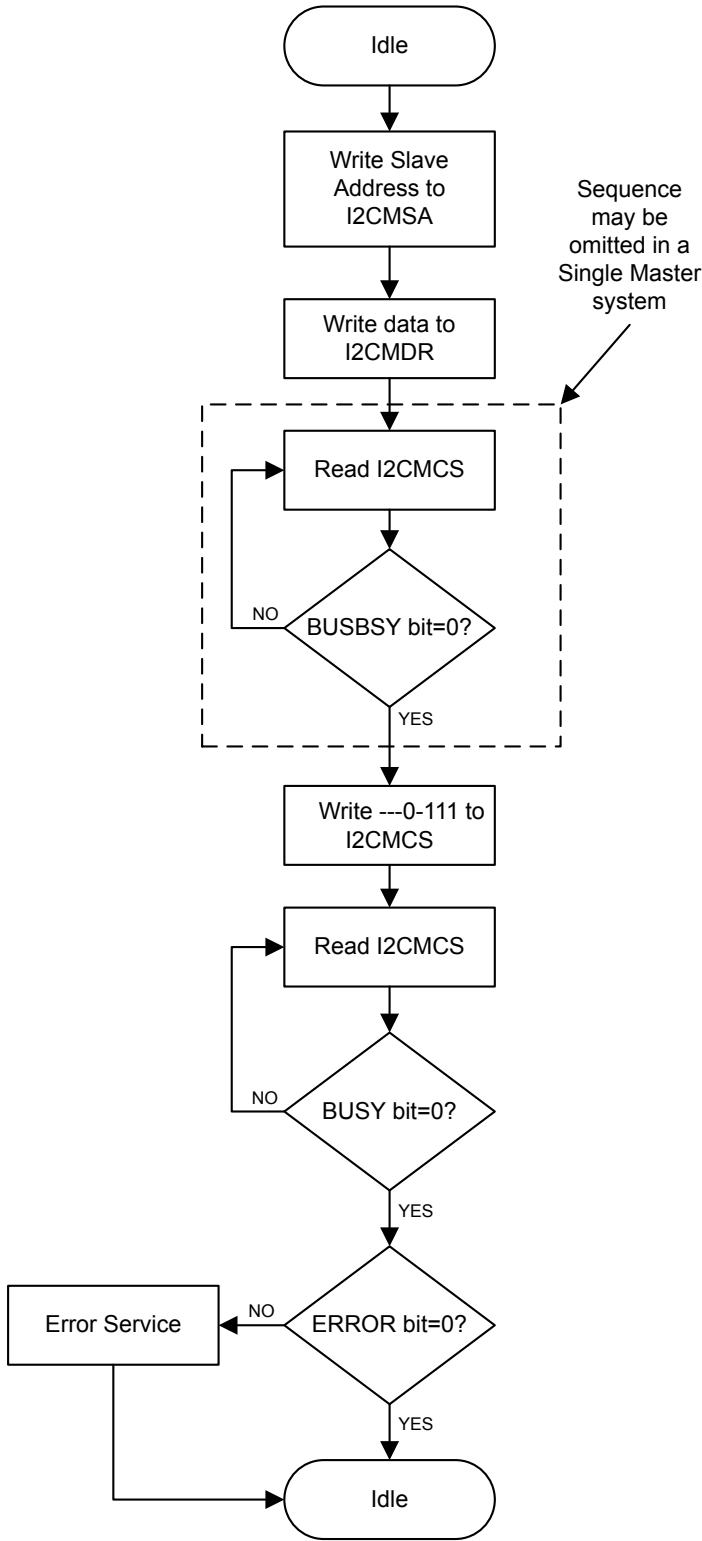 Idle
Write Slave
Address to
I2CMSA
Sequence
may be
omitted in a
Single Master
system
Write data to
I2CMDR
Read I2CMCS
BUSBSY bit=0?
NO
YES
Write ---0-111 to
I2CMCS
Read I2CMCS
BUSY bit=0?
NO
YES
ERROR bit=0?
NO
Error Service
YES
Idle